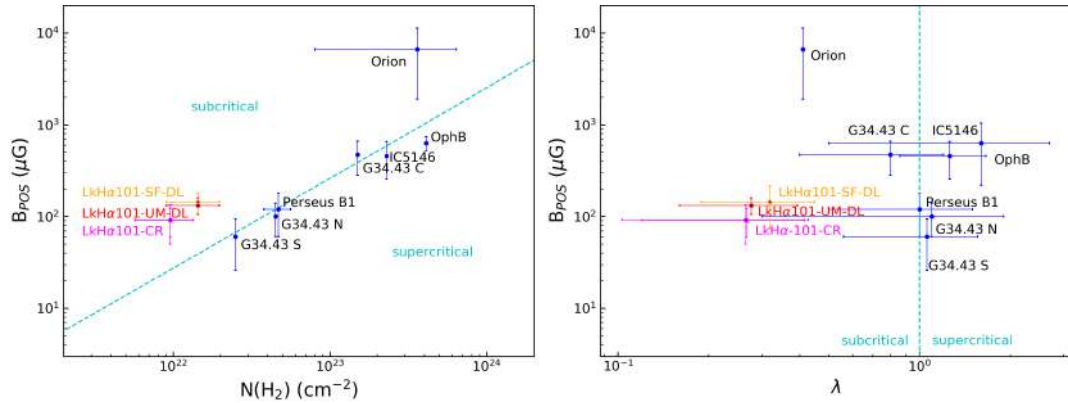 10⁴
10³
10²
10¹
B_POS (μG)
Orion
subcritical
OphB
IC5146
G34.43 C
LkHα101-SF-DL
LkHα101-UM-DL
LkHα101-CR
Perseus B1
G34.43 N
G34.43 S
supercritical
10²² 10²³ 10²⁴
N(H₂) (cm⁻²)
10⁴
10³
10²
10¹
B_POS (μG)
Orion
G34.43 C IC5146
OphB
LkHα101-SF-DL
Perseus B1
LkHα101-UM-DL
G34.43 N
LkHα-101-CR
G34.43 S
subcritical supercritical
10⁻¹ 10⁰
λ